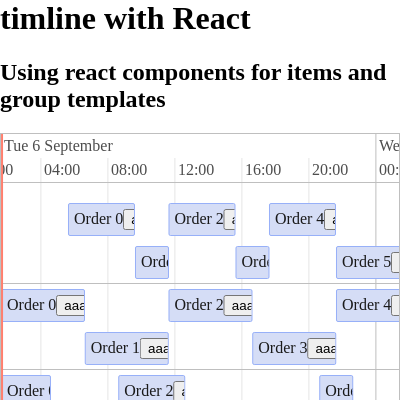 timline with React
Using react components for items and
group templates
Tue 6 September
00 04:00 08:00 12:00 16:00 20:00 00:
Order 0 Order 2 Order 4
Order 5
Order 0 aaa Order 2 aaa Order 4
Order 1 aaa Order 3 aaa
Order 2